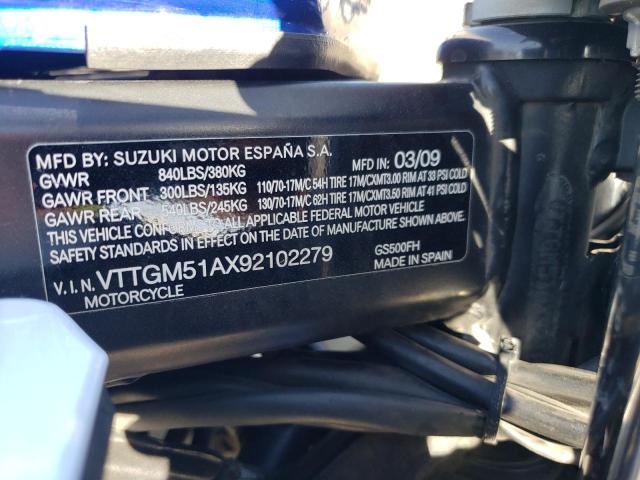 MFD BY: SUZUKI MOTOR ESPAÑA S.A. MFD IN: 03/09
GVWR 840LBS/380KG
GAWR FRONT 300LBS/135KG 110/70-17M/C 54H TIRE 17M/CXMT3.00 RIM AT 33 PSI COLD
GAWR REAR 540LBS/245KG 130/70-17M/C 62H TIRE 17M/CXMT3.50 RIM AT 41 PSI COLD
THIS VEHICLE CONFORMS TO ALL APPLICABLE FEDERAL MOTOR VEHICLE
SAFETY STANDARDS IN EFFECT ON THE DATE OF MANUFACTURE SHOWN ABOVE
V.I.N. VTTGM51AX92102279 GS500FH
MOTORCYCLE MADE IN SPAIN